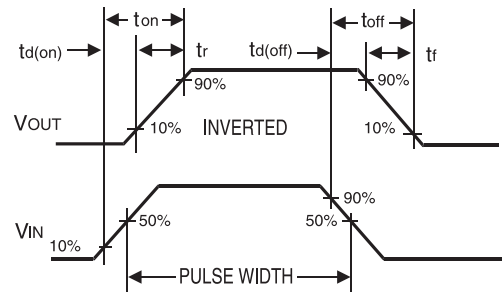 ton toff
td(on) tr td(off) tf
90% 90%
VOUT 10% INVERTED 10%
90%
50% 50%
VIN
10%
PULSE WIDTH